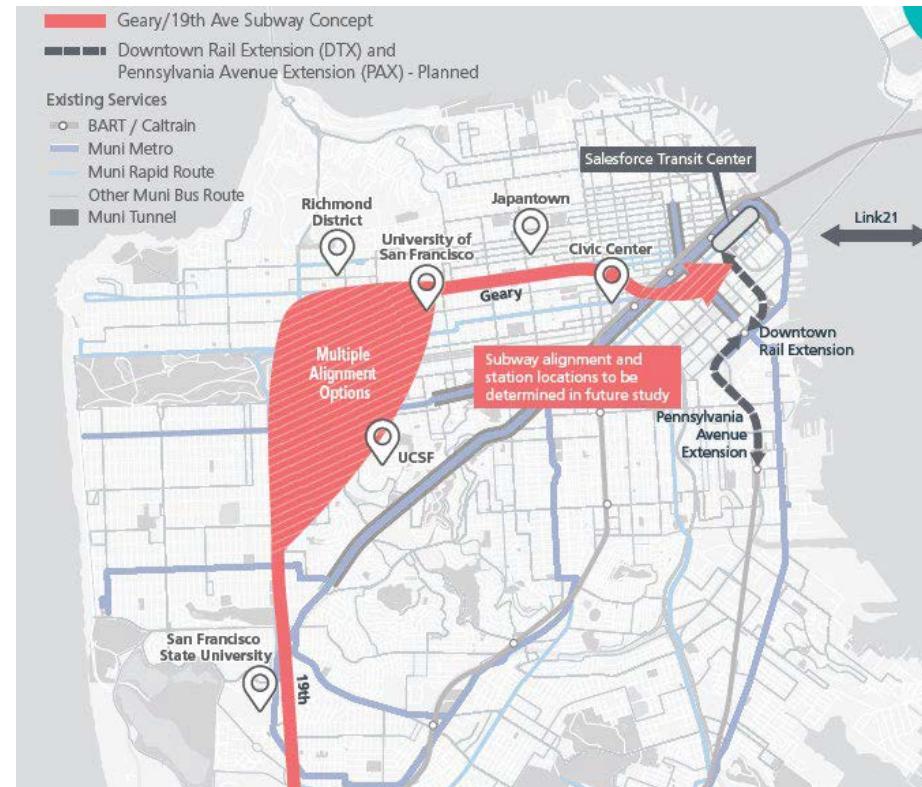 Geary/19th Ave Subway Concept
Downtown Rail Extension (DTX) and
Pennsylvania Avenue Extension (PAX) - Planned
Existing Services
BART / Caltrain
Muni Metro
Muni Rapid Route
Other Muni Bus Route
Muni Tunnel
Salesforce Transit Center
Link21
Richmond
District
Japantown
University of
San Francisco
Civic Center
Geary
Downtown
Rail Extension
Multiple
Alignment
Options
Subway alignment and
station locations to be
determined in future study
Pennsylvania
Avenue
Extension
UCSF
San Francisco
State University
19th